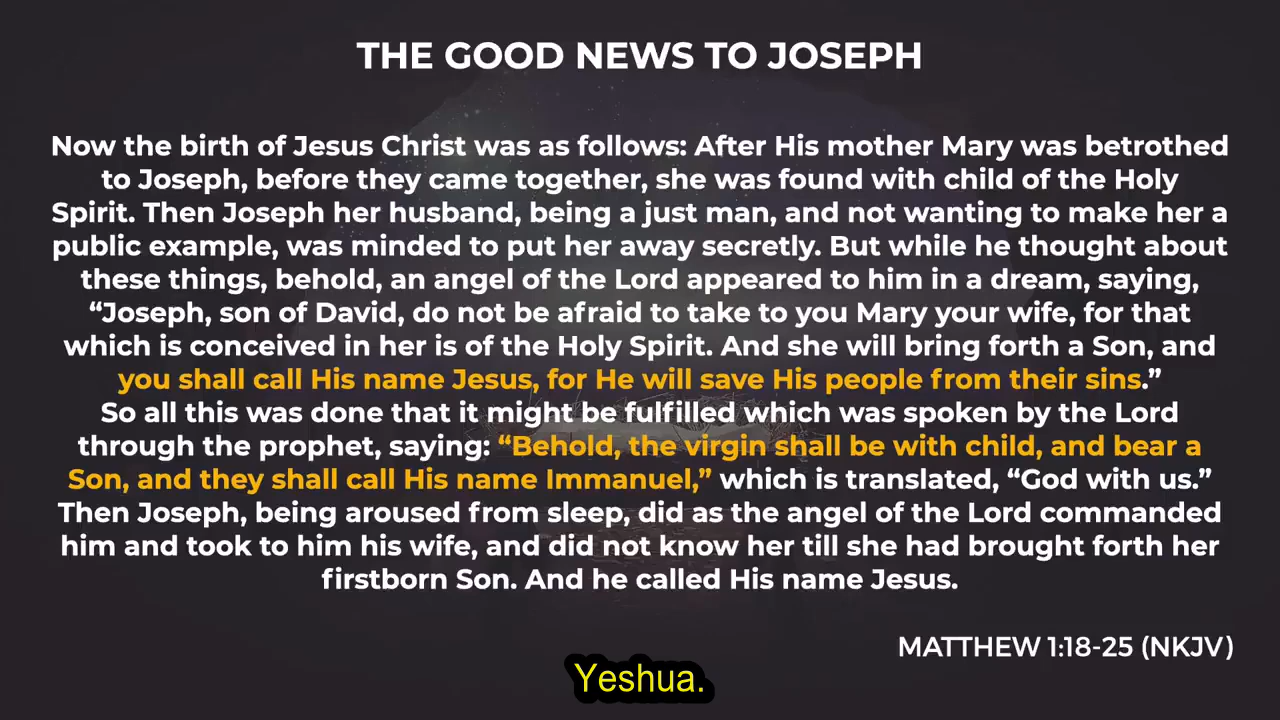 THE GOOD NEWS TO JOSEPH
Now the birth of Jesus Christ was as follows: After His mother Mary was betrothed
to Joseph, before they came together, she was found with child of the Holy
Spirit. Then Joseph her husband, being a just man, and not wanting to make her a
public example, was minded to put her away secretly. But while he thought about
these things, behold, an angel of the Lord appeared to him in a dream, saying,
“Joseph, son of David, do not be afraid to take to you Mary your wife, for that
which is conceived in her is of the Holy Spirit. And she will bring forth a Son, and
you shall call His name Jesus, for He will save His people from their sins.”
So all this was done that it might be fulfilled which was spoken by the Lord
through the prophet, saying: “Behold, the virgin shall be with child, and bear a
Son, and they shall call His name Immanuel,” which is translated, “God with us.”
Then Joseph, being aroused from sleep, did as the angel of the Lord commanded
him and took to him his wife, and did not know her till she had brought forth her
firstborn Son. And he called His name Jesus.
MATTHEW 1:18-25 (NKJV)
Yeshua.